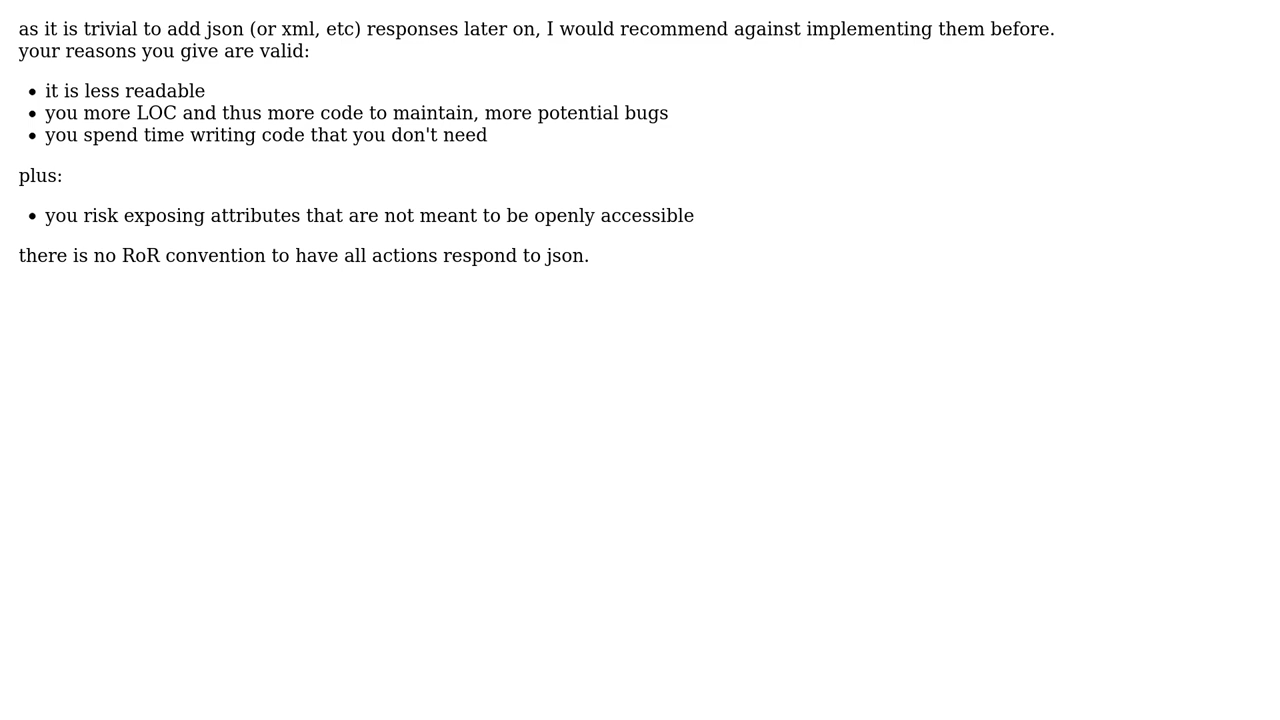 as it is trivial to add json (or xml, etc) responses later on, I would recommend against implementing them before.
your reasons you give are valid:
• it is less readable
• you more LOC and thus more code to maintain, more potential bugs
• you spend time writing code that you don't need
plus:
• you risk exposing attributes that are not meant to be openly accessible
there is no RoR convention to have all actions respond to json.